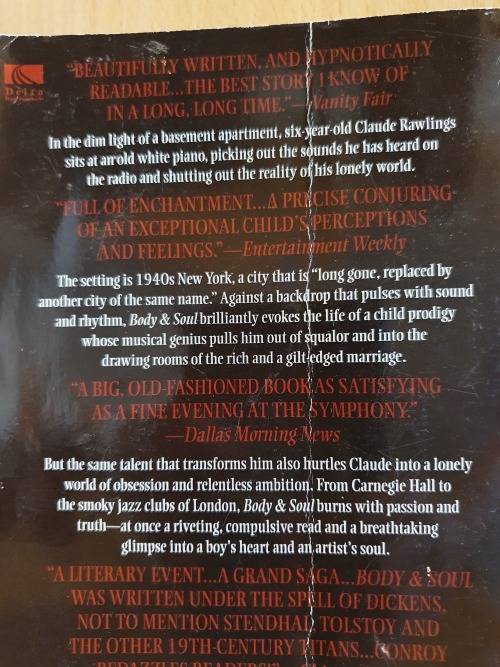 Delta
"BEAUTIFULLY WRITTEN, AND HYPNOTICALLY
READABLE...THE BEST STORY I KNOW OF
IN A LONG, LONG TIME."—Vanity Fair
In the dim light of a basement apartment, six-year-old Claude Rawlings
sits at an old white piano, picking out the sounds he has heard on
the radio and shutting out the reality of his lonely world.
"FULL OF ENCHANTMENT...A PRECISE CONJURING
OF AN EXCEPTIONAL CHILD'S PERCEPTIONS
AND FEELINGS."—Entertainment Weekly
The setting is 1940s New York, a city that is "long gone, replaced by
another city of the same name." Against a backdrop that pulses with sound
and rhythm, Body & Soul brilliantly evokes the life of a child prodigy
whose musical genius pulls him out of squalor and into the
drawing rooms of the rich and a gilt-edged marriage.
"A BIG, OLD-FASHIONED BOOK AS SATISFYING
AS A FINE EVENING AT THE SYMPHONY."
—Dallas Morning News
But the same talent that transforms him also hurtles Claude into a lonely
world of obsession and relentless ambition. From Carnegie Hall to
the smoky jazz clubs of London, Body & Soul burns with passion and
truth—at once a riveting, compulsive read and a breathtaking
glimpse into a boy's heart and an artist's soul.
"A LITERARY EVENT...A GRAND SAGA...BODY & SOUL
WAS WRITTEN UNDER THE SPELL OF DICKENS,
NOT TO MENTION STENDHAL, TOLSTOY AND
THE OTHER 19TH-CENTURY TITANS...CONROY
BEDAZZLES READERS!"